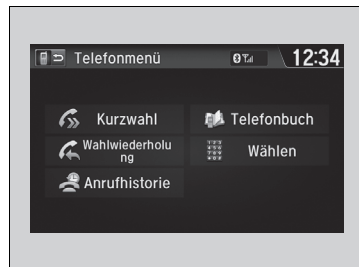 Telefonmenü
12:34
Kurzwahl
Telefonbuch
Wahlwiederholu
ng
Wählen
Anrufhistorie